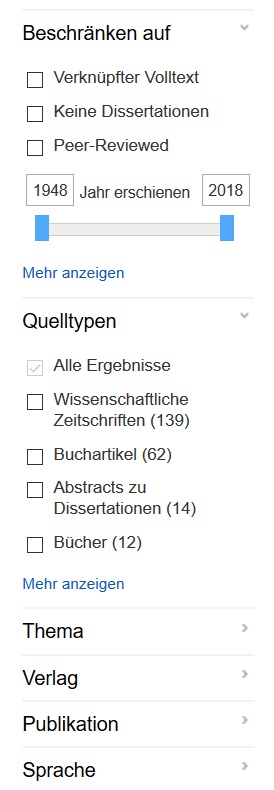 Beschränken auf
Verknüpfter Volltext
Keine Dissertationen
Peer-Reviewed
1948 Jahr erschienen 2018
Mehr anzeigen
Quelltypen
Alle Ergebnisse
Wissenschaftliche
Zeitschriften (139)
Buchartikel (62)
Abstracts zu
Dissertationen (14)
Bücher (12)
Mehr anzeigen
Thema
Verlag
Publikation
Sprache